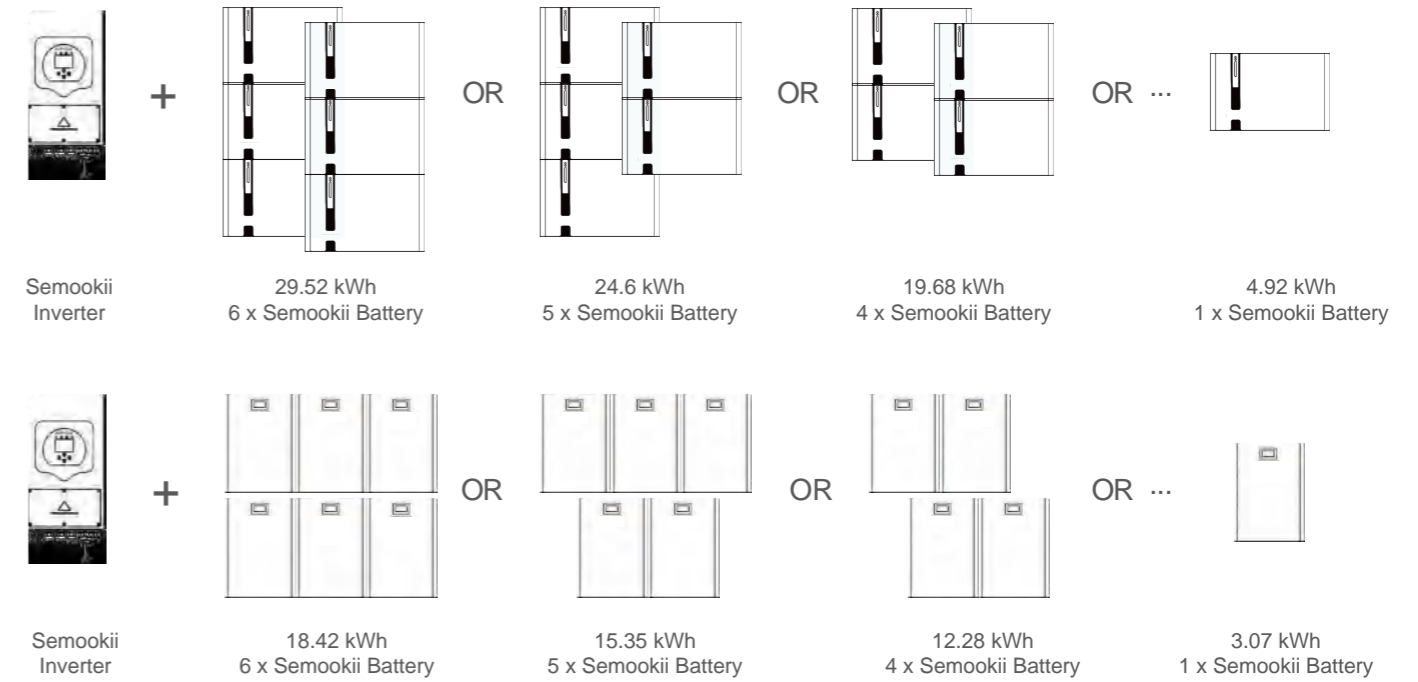 +
OR
OR
OR ...
Semookii
Inverter
29.52 kWh
6 x Semookii Battery
24.6 kWh
5 x Semookii Battery
19.68 kWh
4 x Semookii Battery
4.92 kWh
1 x Semookii Battery
+
OR
OR
OR ...
Semookii
Inverter
18.42 kWh
6 x Semookii Battery
15.35 kWh
5 x Semookii Battery
12.28 kWh
4 x Semookii Battery
3.07 kWh
1 x Semookii Battery